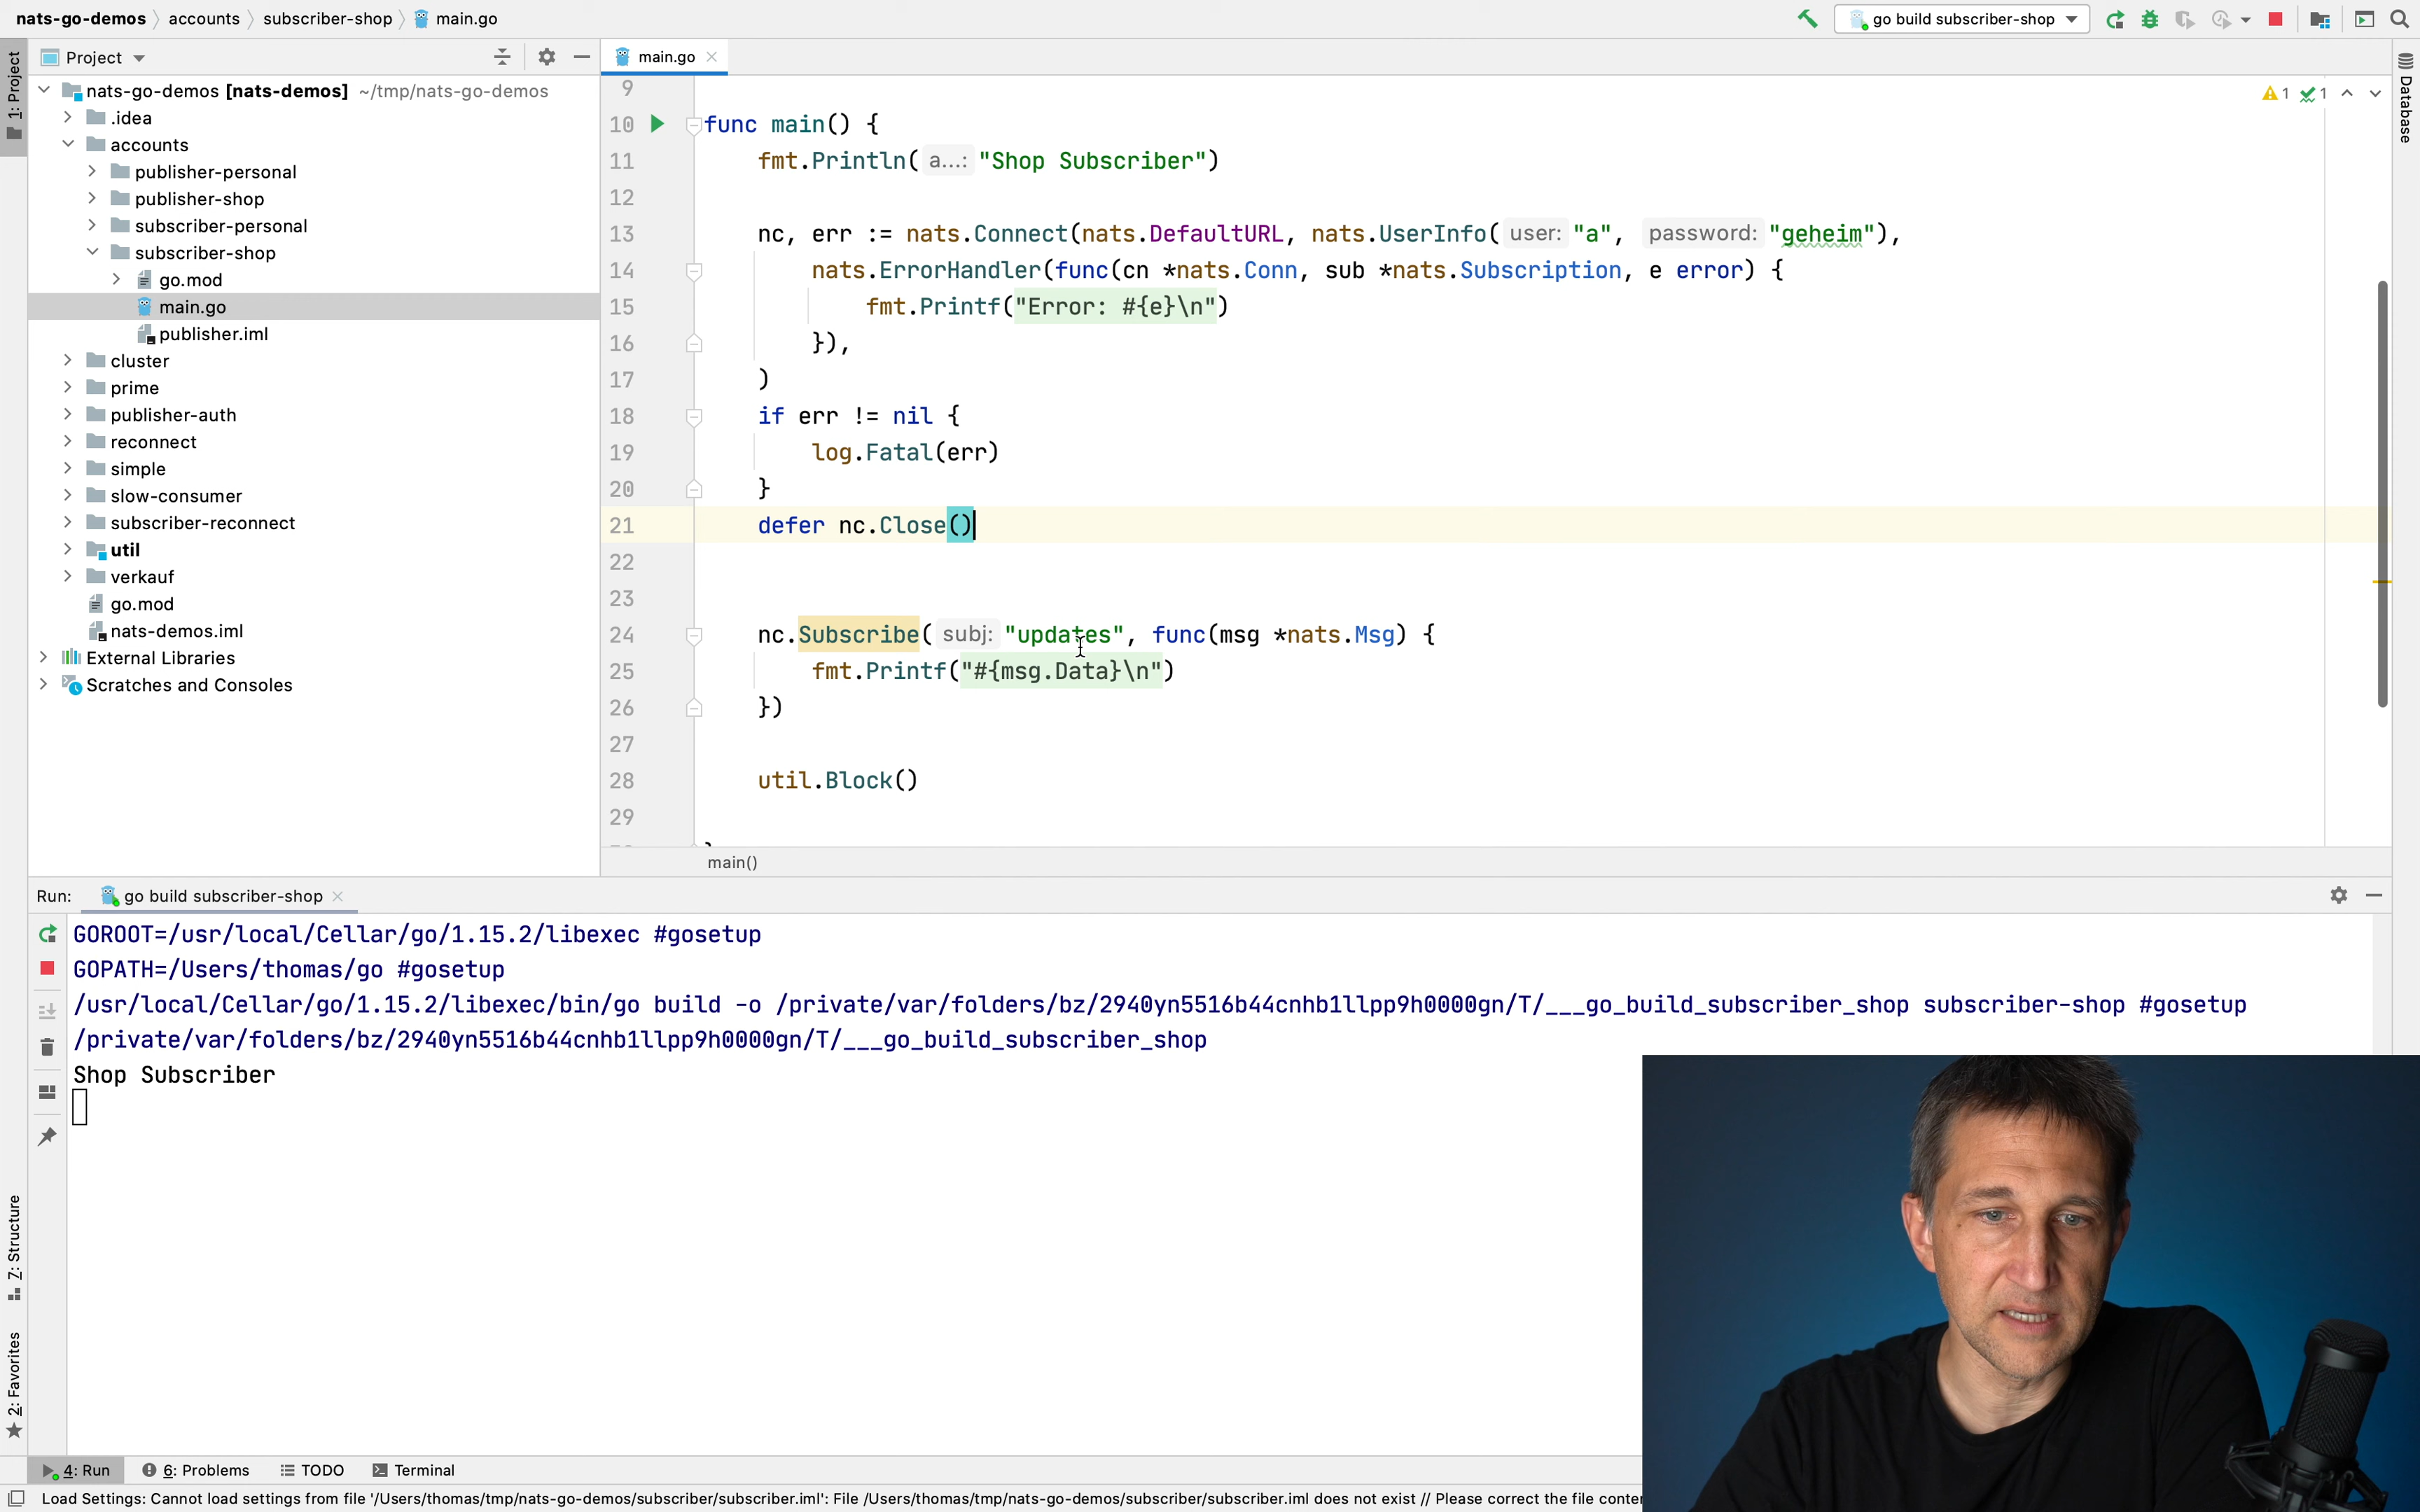 nats-go-demos accounts subscriber-shop main.go
go build subscriber-shop
1: Project
Project
nats-go-demos [nats-demos] ~/tmp/nats-go-demos
.idea
accounts
publisher-personal
publisher-shop
subscriber-personal
subscriber-shop
go.mod
main.go
publisher.iml
cluster
prime
publisher-auth
reconnect
simple
slow-consumer
subscriber-reconnect
util
verkauf
go.mod
nats-demos.iml
External Libraries
Scratches and Consoles
main.go
1 1
Database
9
10 func main() {
11 fmt.Println( a...: "Shop Subscriber")
12
13 nc, err := nats.Connect(nats.DefaultURL, nats.UserInfo( user: "a", password: "geheim"),
14 nats.ErrorHandler(func(cn *nats.Conn, sub *nats.Subscription, e error) {
15 fmt.Printf("Error: #{e}\n")
16 }),
17 )
18 if err != nil {
19 log.Fatal(err)
20 }
21 defer nc.Close()
22
23
24 nc.Subscribe( subj: "updates", func(msg *nats.Msg) {
25 fmt.Printf("#{msg.Data}\n")
26 })
27
28 util.Block()
29
main()
Run: go build subscriber-shop
GOROOT=/usr/local/Cellar/go/1.15.2/libexec #gosetup
GOPATH=/Users/thomas/go #gosetup
/usr/local/Cellar/go/1.15.2/libexec/bin/go build -o /private/var/folders/bz/2940yn5516b44cnhb1llpp9h0000gn/T/___go_build_subscriber_shop subscriber-shop #gosetup
/private/var/folders/bz/2940yn5516b44cnhb1llpp9h0000gn/T/___go_build_subscriber_shop
Shop Subscriber
7: Structure
2: Favorites
4: Run 6: Problems TODO Terminal
Load Settings: Cannot load settings from file '/Users/thomas/tmp/nats-go-demos/subscriber/subscriber.iml': File /Users/thomas/tmp/nats-go-demos/subscriber/subscriber.iml does not exist // Please correct the file